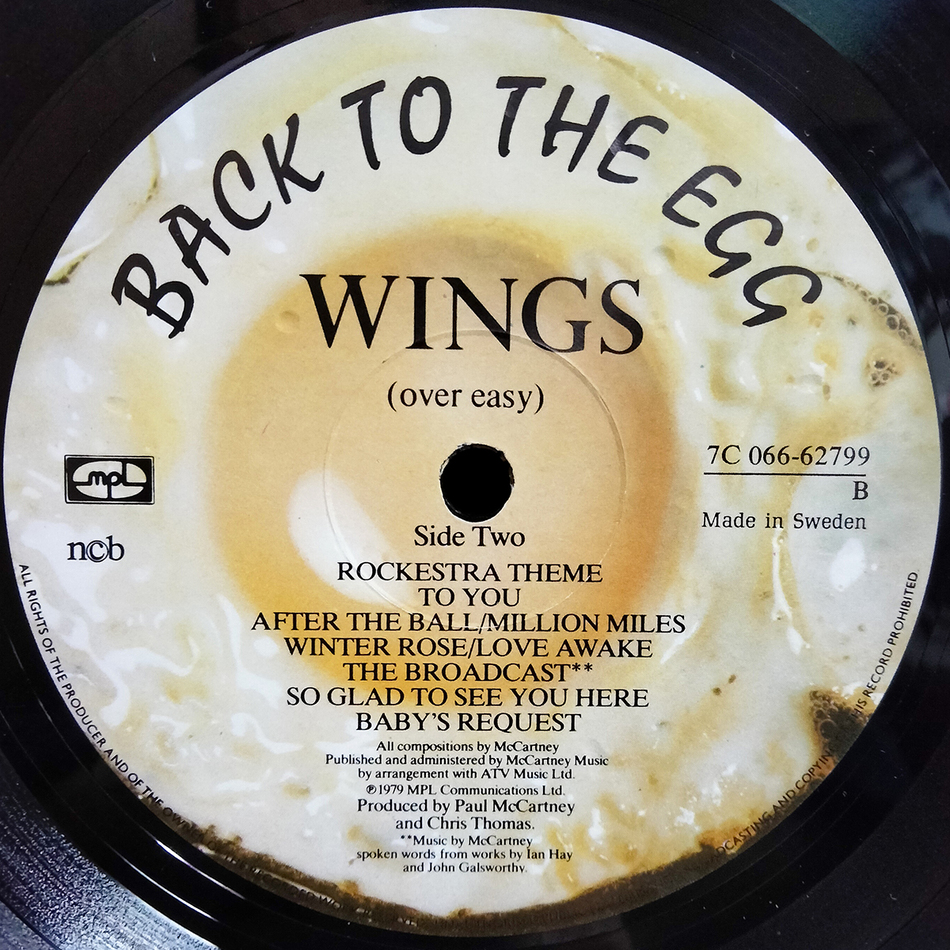 BACK TO THE EGG
WINGS
(over easy)
7C 066-62799
B
Made in Sweden
mpl
n©b
Side Two
ROCKESTRA THEME
TO YOU
AFTER THE BALL/MILLION MILES
WINTER ROSE/LOVE AWAKE
THE BROADCAST**
SO GLAD TO SEE YOU HERE
BABY'S REQUEST
All compositions by McCartney
Published and administered by McCartney Music
by arrangement with ATV Music Ltd.
℗1979 MPL Communications Ltd.
Produced by Paul McCartney
and Chris Thomas.
**Music by McCartney
spoken words from works by Ian Hay
and John Galsworthy.
ALL RIGHTS OF THE PRODUCER AND OF THE
RECORD PROHIBITED